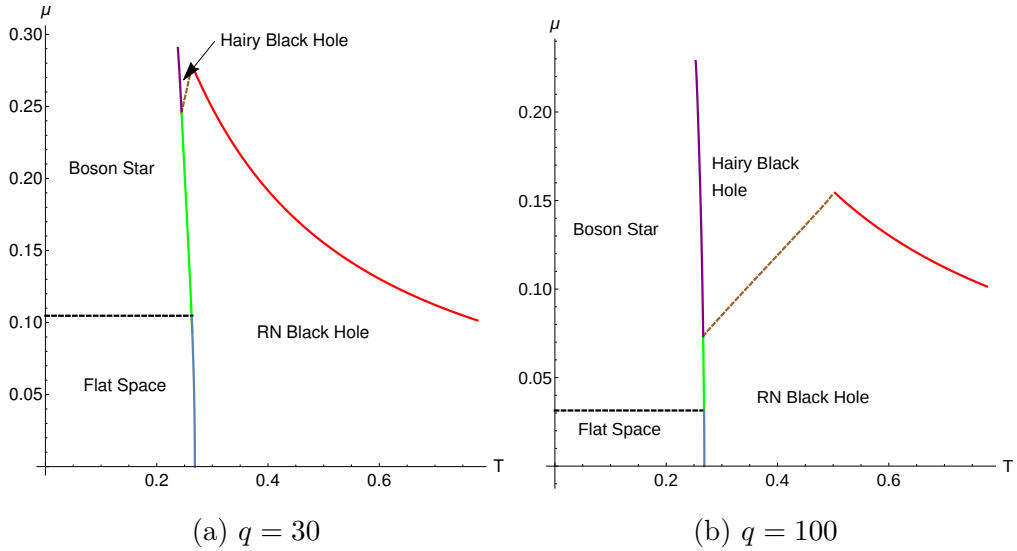 μ
0.30
Hairy Black Hole
0.25
Boson Star
0.20
0.15
0.10
RN Black Hole
Flat Space
0.05
0.2
0.4
0.6
T
(a) q = 30
μ
0.20
Hairy Black
Hole
0.15
Boson Star
0.10
0.05
RN Black Hole
Flat Space
0.2
0.4
0.6
T
(b) q = 100